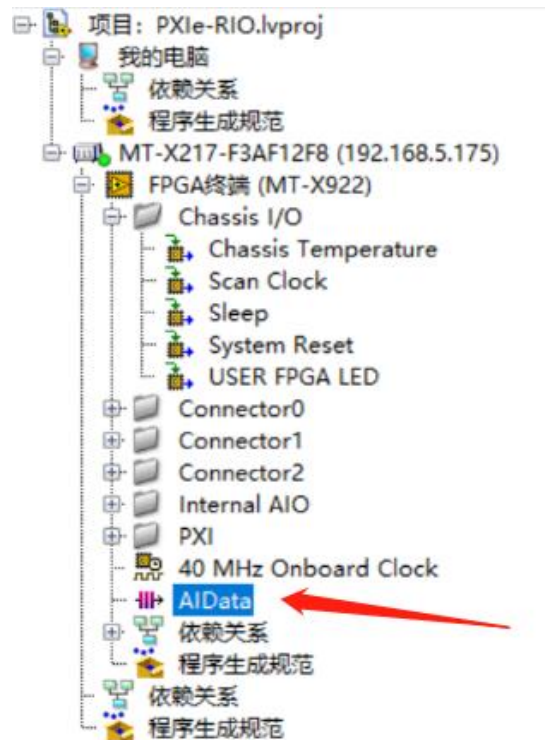 项目：PXIe-RIO.lvproj
我的电脑
依赖关系
程序生成规范
MT-X217-F3AF12F8 (192.168.5.175)
FPGA终端 (MT-X922)
Chassis I/O
Chassis Temperature
Scan Clock
Sleep
System Reset
USER FPGA LED
Connector0
Connector1
Connector2
Internal AIO
PXI
40 MHz Onboard Clock
AIData
依赖关系
程序生成规范
依赖关系
程序生成规范